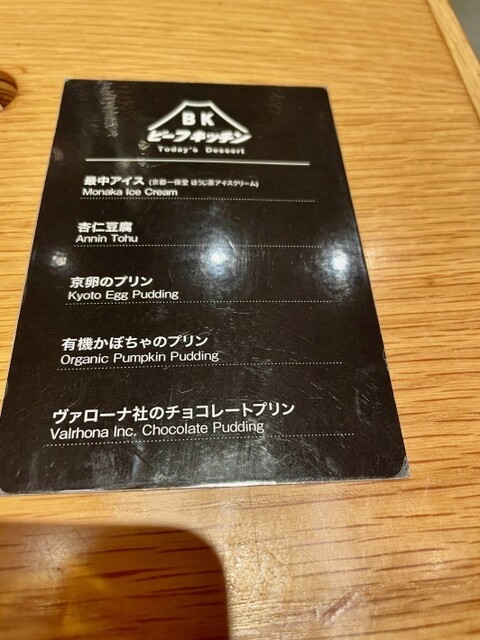 BK
ビーフキッチン
Today's Dessert
最中アイス (京都一保堂 ほうじ茶アイスクリーム)
Monaka Ice Cream
杏仁豆腐
Annin Tohu
京卵のプリン
Kyoto Egg Pudding
有機かぼちゃのプリン
Organic Pumpkin Pudding
ヴァローナ社のチョコレートプリン
Valrhona Inc. Chocolate Pudding